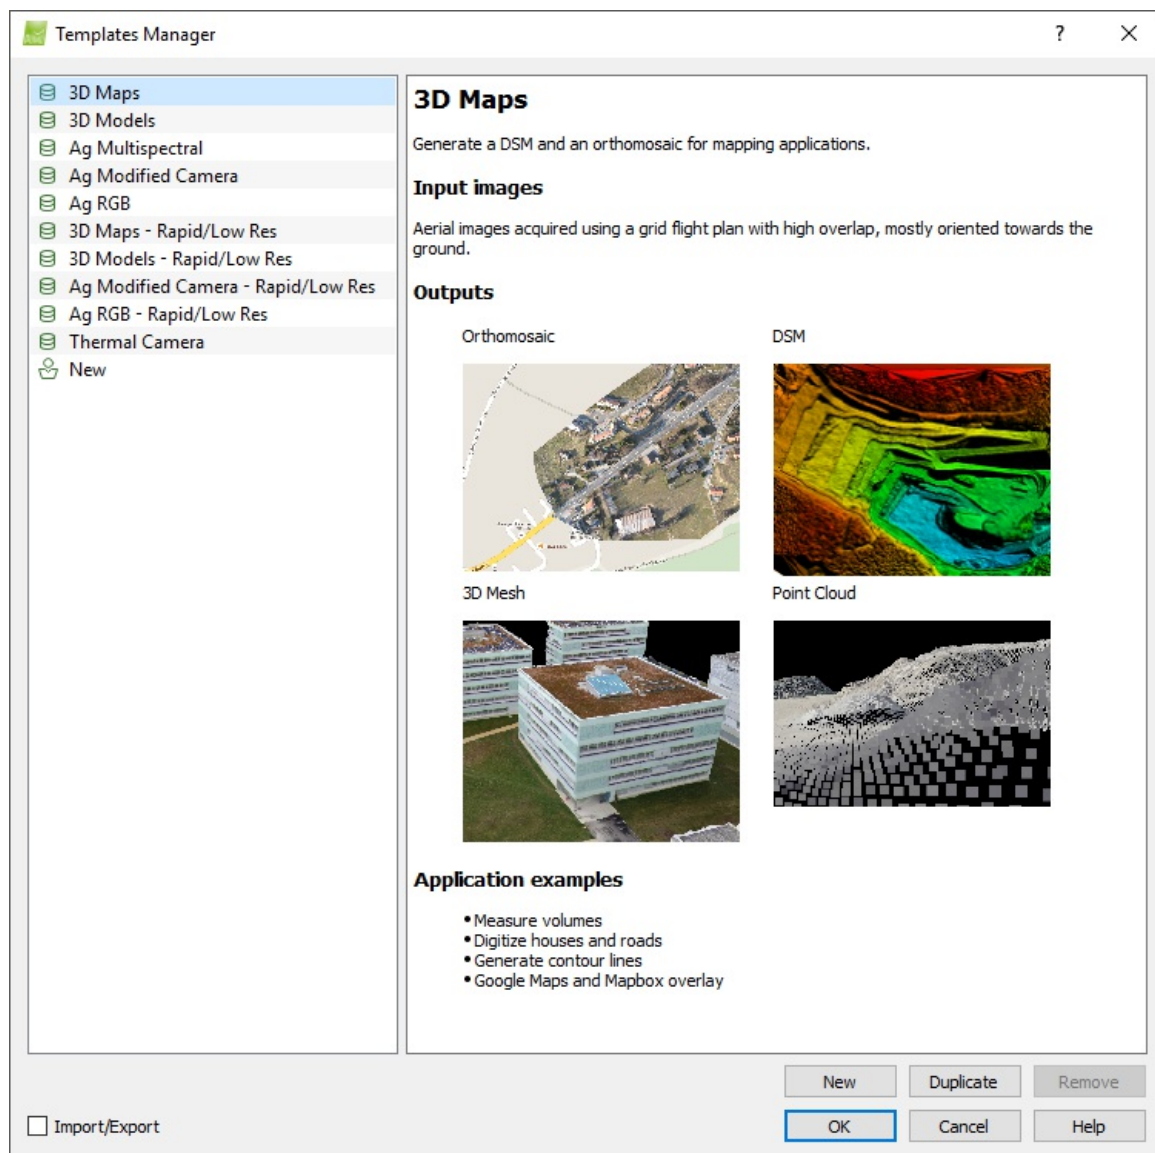 Templates Manager
?
3D Maps
3D Models
Ag Multispectral
Ag Modified Camera
Ag RGB
3D Maps - Rapid/Low Res
3D Models - Rapid/Low Res
Ag Modified Camera - Rapid/Low Res
Ag RGB - Rapid/Low Res
Thermal Camera
New
3D Maps
Generate a DSM and an orthomosaic for mapping applications.
Input images
Aerial images acquired using a grid flight plan with high overlap, mostly oriented towards the
ground.
Outputs
Orthomosaic
DSM
3D Mesh
Point Cloud
Application examples
• Measure volumes
• Digitize houses and roads
• Generate contour lines
• Google Maps and Mapbox overlay
New
Duplicate
Remove
Import/Export
OK
Cancel
Help